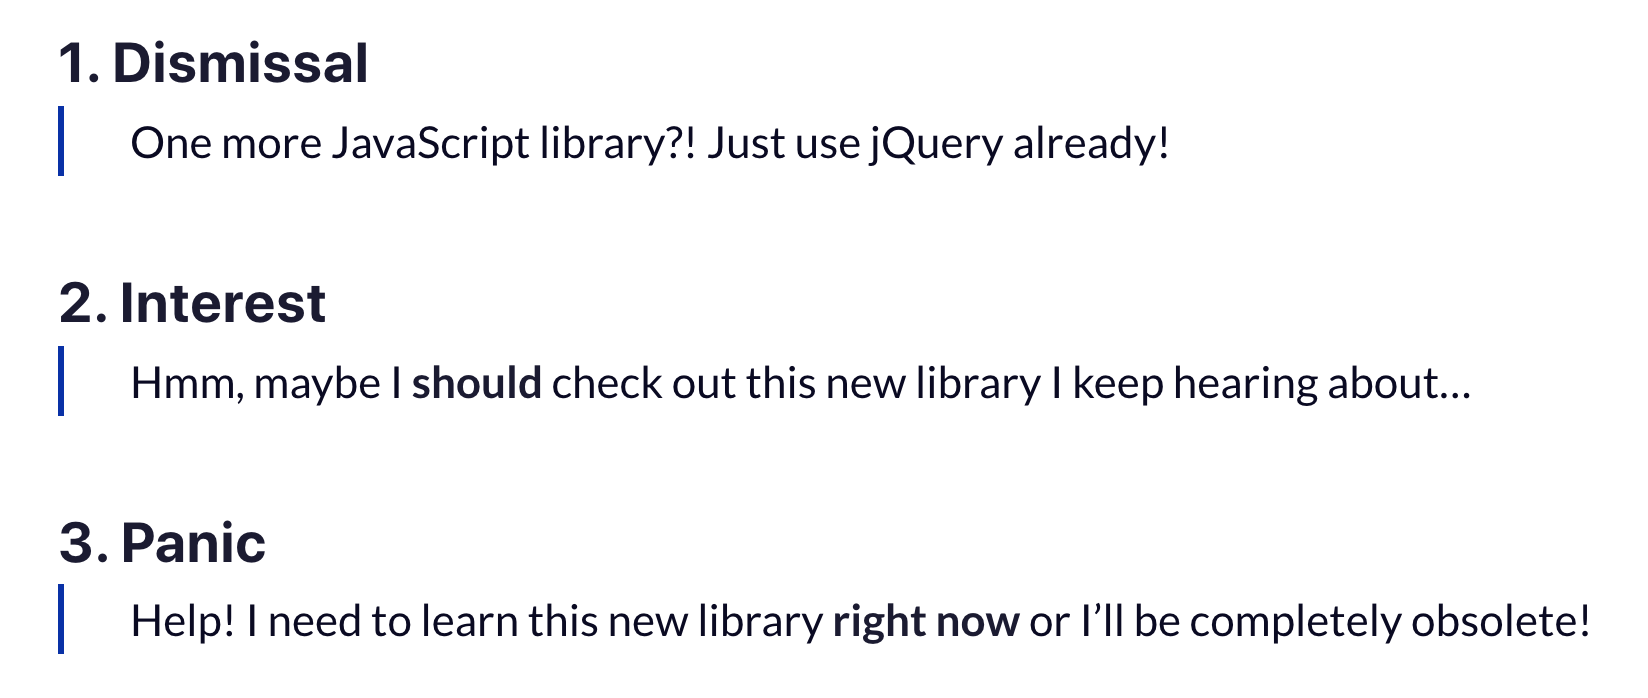 1. Dismissal
One more JavaScript library?! Just use jQuery already!
2. Interest
Hmm, maybe I should check out this new library I keep hearing about…
3. Panic
Help! I need to learn this new library right now or I’ll be completely obsolete!